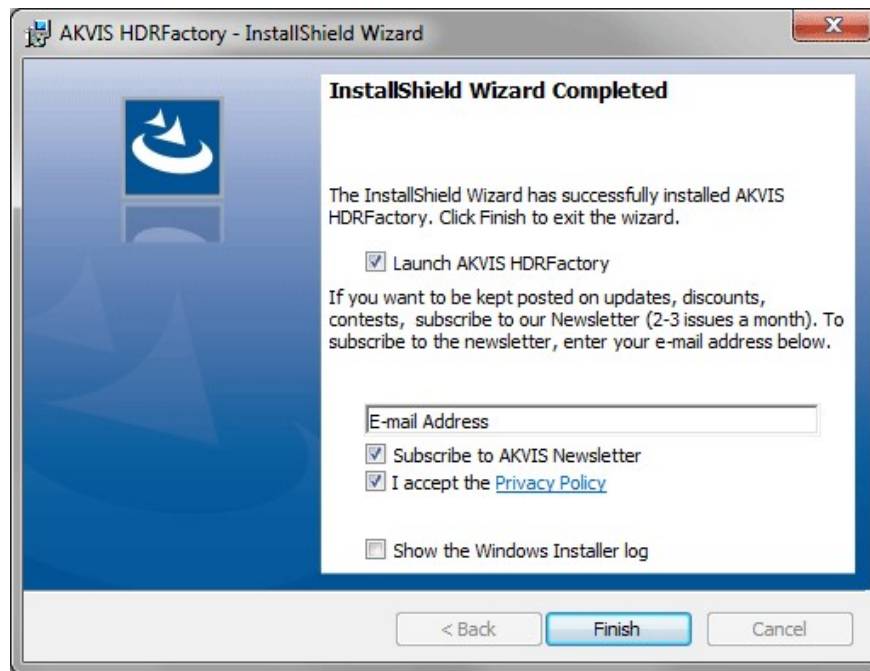 AKVIS HDRFactory - InstallShield Wizard
InstallShield Wizard Completed
The InstallShield Wizard has successfully installed AKVIS
HDRFactory. Click Finish to exit the wizard.
Launch AKVIS HDRFactory
If you want to be kept posted on updates, discounts,
contests,  subscribe to our Newsletter (2-3 issues a month). To
subscribe to the newsletter, enter your e-mail address below.
E-mail Address
Subscribe to AKVIS Newsletter
I accept the Privacy Policy
Show the Windows Installer log
< Back
Finish
Cancel